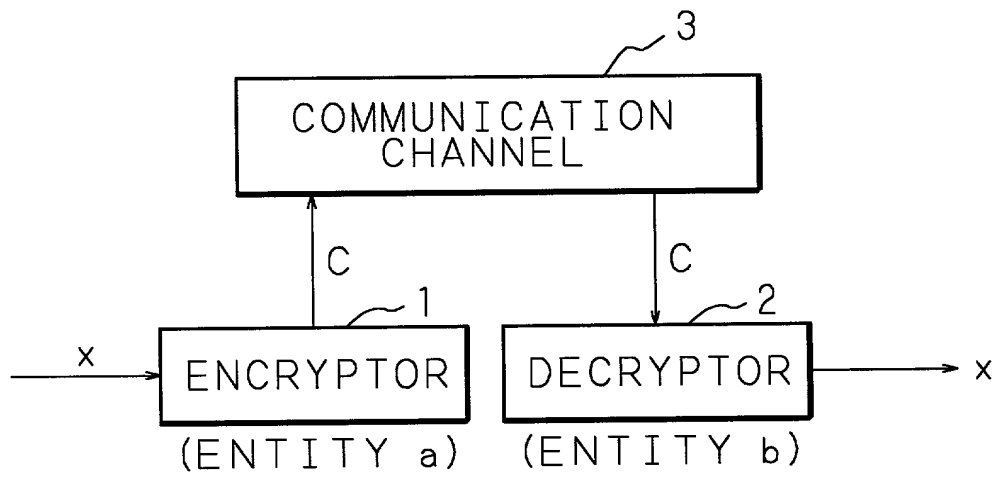 3
COMMUNICATION
CHANNEL
C
C
1
2
x
ENCRYPTOR
DECRYPTOR
x
(ENTITY a)
(ENTITY b)